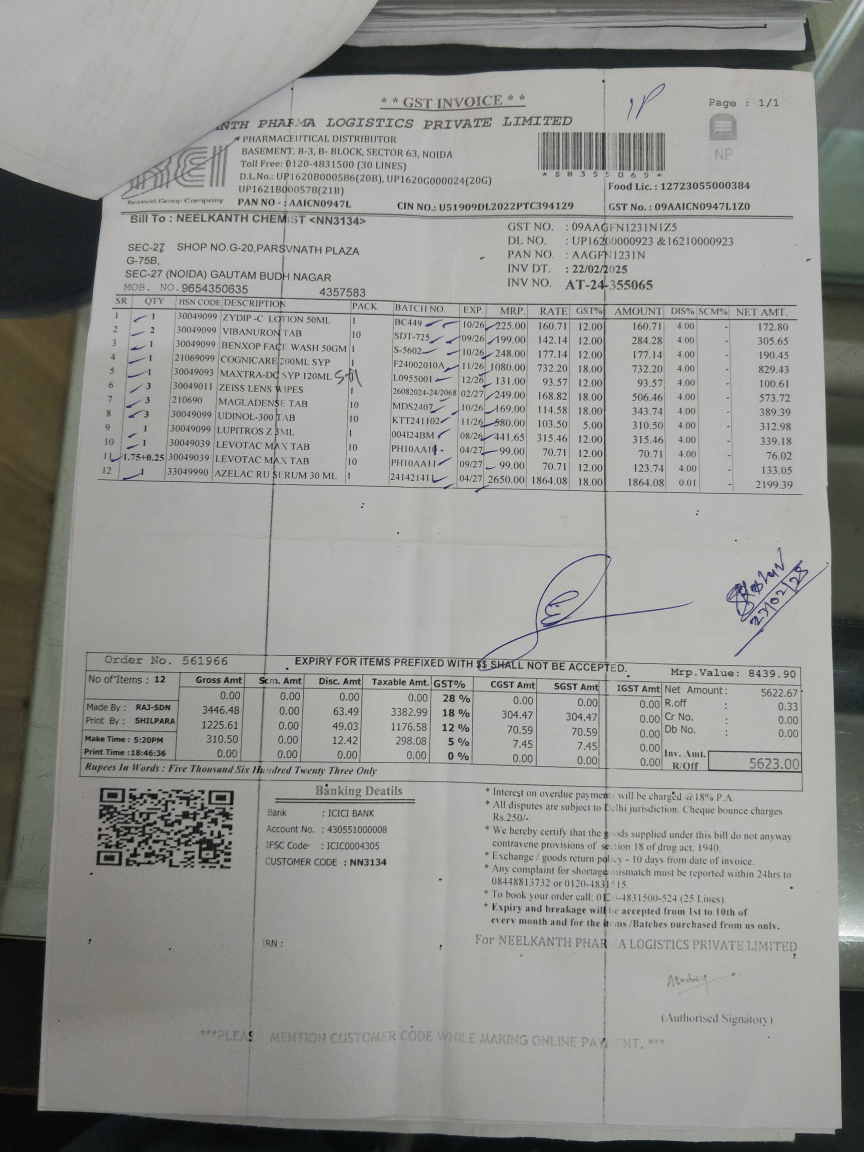 ** GST INVOICE **
Page : 1/1
ANTH PHARMA LOGISTICS PRIVATE LIMITED
PHARMACEUTICAL DISTRIBUTOR
BASEMENT, B-3, B- BLOCK, SECTOR 63, NOIDA
Toll Free: 0120-4831500 (30 LINES)
D.L.No.: UP1620B000586(20B), UP1620G000024(20G)
UP1621B000578(21B)
*S8355065*
NP
Food Lic. : 12723055000384
PAN NO - : AAICN0947L
CIN NO.: U51909DL2022PTC394129
GST No. : 09AAICN0947L1Z0
Bill To : NEELKANTH CHEMIST <NN3134>
SEC-27 SHOP NO.G-20,PARSVNATH PLAZA
G-75B,
SEC-27 (NOIDA) GAUTAM BUDH NAGAR
MOB. NO.9654350635 4357583
GST NO. : 09AAGFN1231N1Z5
DL NO. : UP16200000923 &16210000923
PAN NO. : AAGFN1231N
INV DT. : 22/02/2025
INV NO. AT-24-355065
SR QTY HSN CODE DESCRIPTION PACK BATCH NO. EXP. MRP. RATE GST% AMOUNT DIS% SCM% NET AMT.
1 1 30049099 ZYDIP -C LOTION 50ML 1 BC449 10/26 225.00 160.71 12.00 160.71 4.00 - 172.80
2 2 30049099 VIBANURON TAB 10 SDT-725 09/26 199.00 142.14 12.00 284.28 4.00 - 305.65
3 1 30049099 BENXOP FACE WASH 50GM 1 S-5602 10/26 248.00 177.14 12.00 177.14 4.00 - 190.45
4 1 21069099 COGNICARE 200ML SYP 1 F24002010A 11/26 1080.00 732.20 18.00 732.20 4.00 - 829.43
5 1 30049093 MAXTRA-DC SYP 120ML 1 L0955001 12/26 131.00 93.57 12.00 93.57 4.00 - 100.61
6 3 30049011 ZEISS LENS WIPES 1 26082024-24/2068 02/27 249.00 168.82 18.00 506.46 4.00 - 573.72
7 3 210690 MAGLADENSE TAB 10 MDS2407 10/26 169.00 114.58 18.00 343.74 4.00 - 389.39
8 3 30049099 UDINOL-300 TAB 10 KTT241102 11/26 580.00 103.50 5.00 310.50 4.00 - 312.98
9 1 30049099 LUPITROS Z 3ML 1 004I24BM 08/26 441.65 315.46 12.00 315.46 4.00 - 339.18
10 1 30049039 LEVOTAC MAX TAB 10 PH10AA10 04/27 99.00 70.71 12.00 70.71 4.00 - 76.02
11 1.75+0.25 30049039 LEVOTAC MAX TAB 10 PH10AA11 09/27 99.00 70.71 12.00 123.74 4.00 - 133.05
12 1 33049990 AZELAC RU SERUM 30 ML 1 24142141 04/27 2650.00 1864.08 18.00 1864.08 0.01 - 2199.39
23/02/25
Order No. 561966
EXPIRY FOR ITEMS PREFIXED WITH $$ SHALL NOT BE ACCEPTED.
Mrp.Value: 8439.90
No of Items : 12
Made By : RAJ-SDN
Print By : SHILPARA
Make Time : 5:20PM
Print Time :18:46:36
Gross Amt Scm. Amt Disc. Amt Taxable Amt. GST% CGST Amt SGST Amt IGST Amt
0.00 0.00 0.00 0.00 28 % 0.00 0.00 0.00
3446.48 0.00 63.49 3382.99 18 % 304.47 304.47 0.00
1225.61 0.00 49.03 1176.58 12 % 70.59 70.59 0.00
310.50 0.00 12.42 298.08 5 % 7.45 7.45 0.00
0.00 0.00 0.00 0.00 0 % 0.00 0.00 0.00
Net Amount: 5622.67
R.off : 0.33
Cr No. : 0.00
Db No. : 0.00
Inv. Amt. R/Off 5623.00
Rupees In Words : Five Thousand Six Hundred Twenty Three Only
Banking Deatils
Bank : ICICI BANK
Account No. : 430551000008
IFSC Code- : ICIC0004305
CUSTOMER CODE : NN3134
IRN :
* Interest on overdue payments will be charged @18% P.A.
* All disputes are subject to Delhi jurisdiction. Cheque bounce charges
Rs.250/-
* We hereby certify that the goods supplied under this bill do not anyway
contravene provisions of section 18 of drug act. 1940.
* Exchange / goods return policy - 10 days from date of invoice.
* Any complaint for shortage mismatch must be reported within 24hrs to
08448813732 or 0120-4831515.
* To book your order call: 0120-4831500-524 (25 Lines).
* Expiry and breakage will be accepted from 1st to 10th of
every month and for the items /Batches purchased from us only.
For NEELKANTH PHARMA LOGISTICS PRIVATE LIMITED
(Authorised Signatory)
***PLEASE MENTION CUSTOMER CODE WHILE MAKING ONLINE PAYMENT. ***